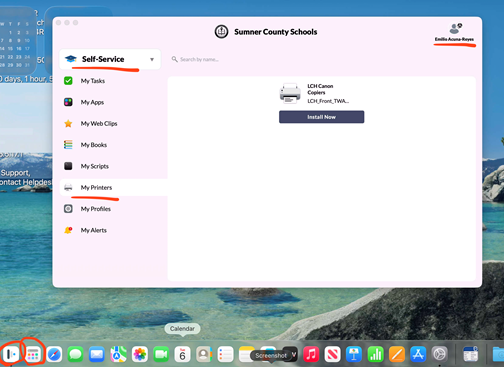 Sumner County Schools
Emilio Acuna-Reyes
Self-Service
Search by name...
My Tasks
My Apps
My Web Clips
My Books
My Scripts
My Printers
My Profiles
My Alerts
LCH Canon
Copiers
LCH_Front_TWA...
Install Now
0 days, 1 hour, 5
Support,
ontact Helpdes
Calendar
6
Screenshot